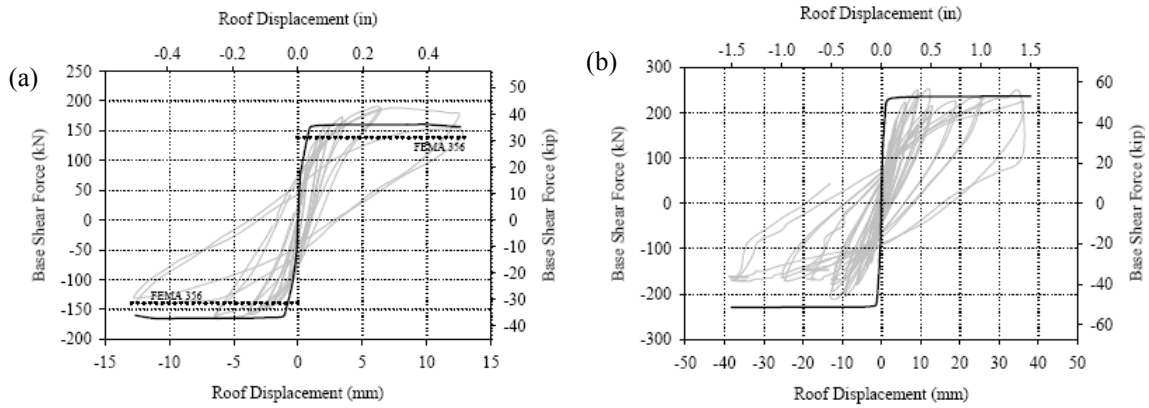 (a)
Roof Displacement (in)
-0.4 -0.2 0.0 0.2 0.4
250
200
150
100
50
0
-50
-100
-150
-200
Base Shear Force (kN)
50
40
30
20
10
0
-10
-20
-30
-40
Base Shear Force (kip)
FEMA 356
FEMA 356
-15 -10 -5 0 5 10 15
Roof Displacement (mm)
(b)
Roof Displacement (in)
-1.5 -1.0 -0.5 0.0 0.5 1.0 1.5
300
200
100
0
-100
-200
-300
Base Shear Force (kN)
60
40
20
0
-20
-40
-60
Base Shear Force (kip)
-50 -40 -30 -20 -10 0 10 20 30 40 50
Roof Displacement (mm)